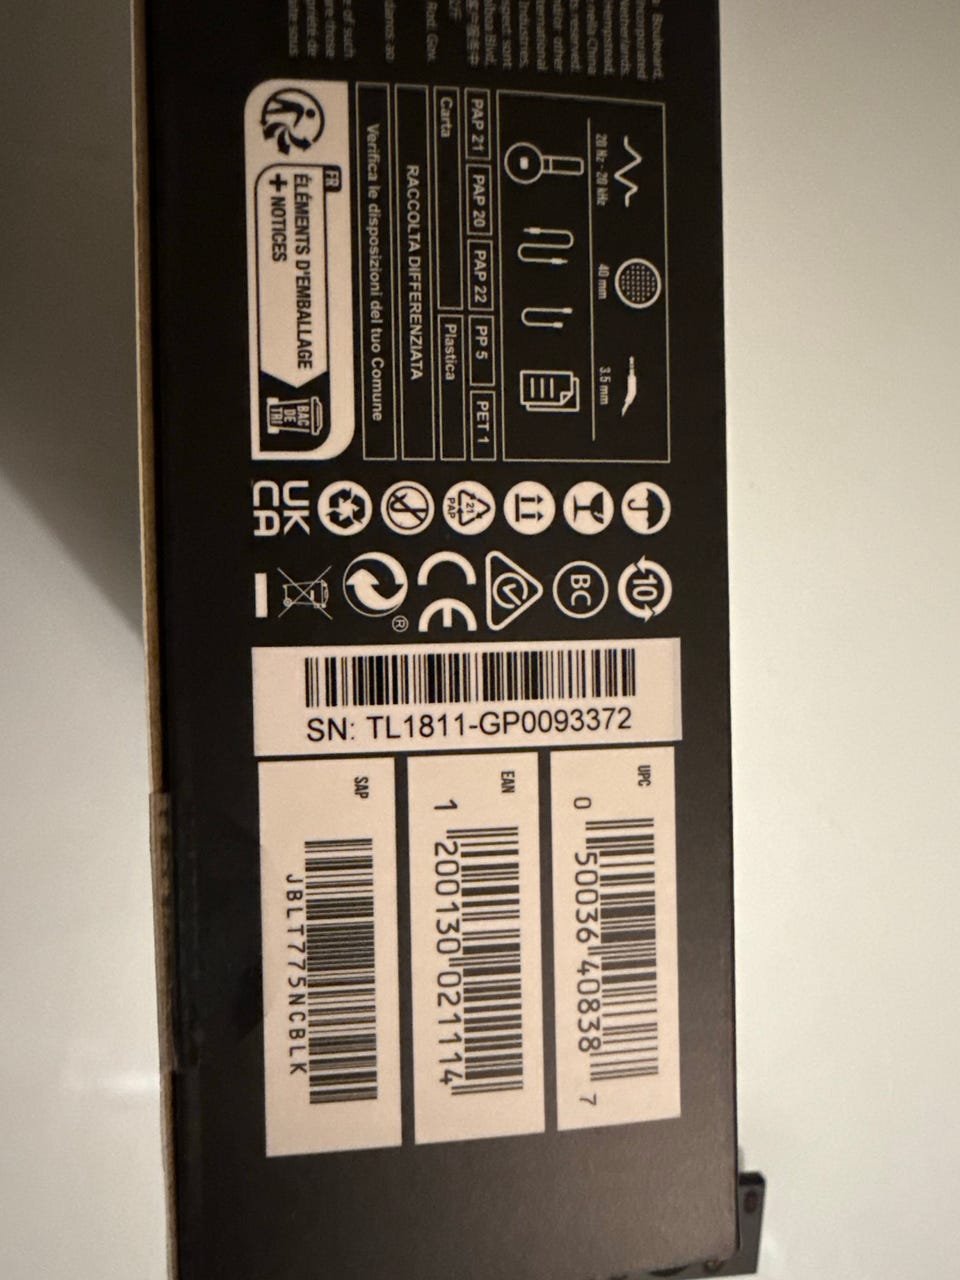 Boulevard,
20 Hz - 20 kHz
40 mm
3.5 mm
PAP 21
PAP 20
PAP 22
PP 5
PET 1
Carta
Plastica
RACCOLTA DIFFERENZIATA
Verifica le disposizioni del tuo Comune
FR
ÉLÉMENTS D'EMBALLAGE
+ NOTICES
BAC
DE
TRI
21
PAP
UK
CA
10
BC
CE
®
SN: TL1811-GP0093372
UPC
0 50036 40838 7
EAN
1 200130 021114
SAP
JBLT775NCBLK